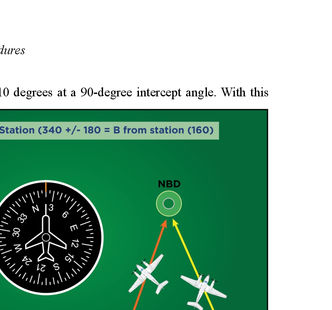 dures
10 degrees at a 90-degree intercept angle. With this
Station (340 +/- 180 = B from station (160)
NBD
N 3 6 E 12 15 S 21 24 W 30 33